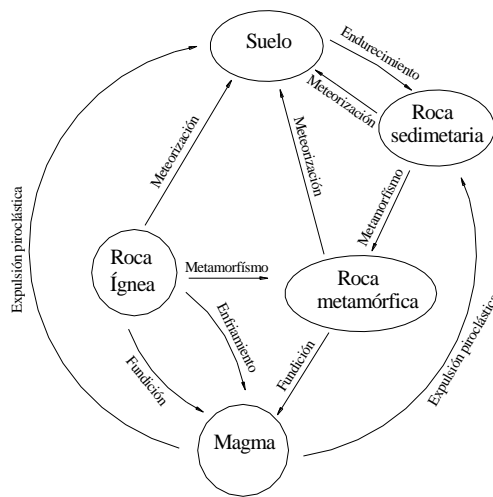 Suelo
Endurecimiento
Meteorización
Roca
sedimetaria
Meteorización
Meteorización
Metamorfismo
Expulsión piroclástica
Roca
Ígnea
Metamorfísmo
Roca
metamórfica
Enfriamiento
Fundición
Fundición
Expulsión piroclástica
Magma